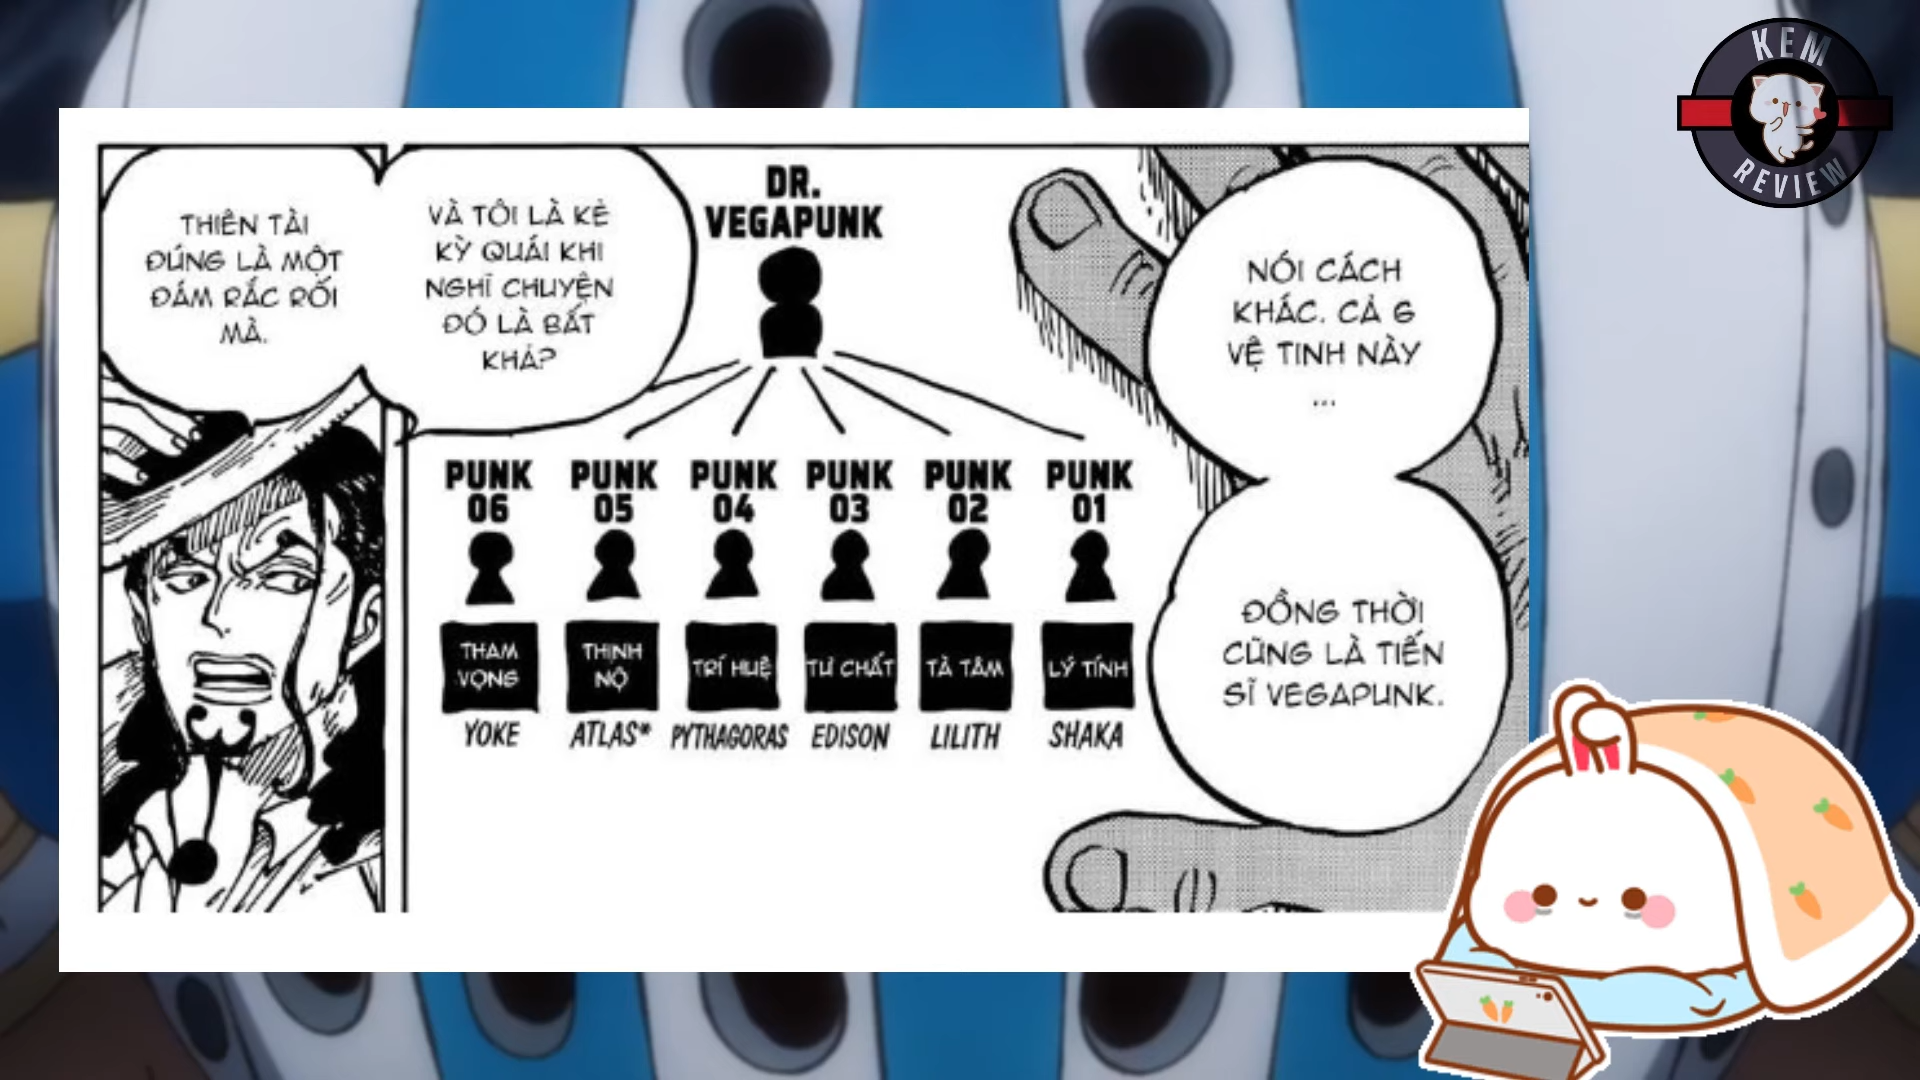 KEM
REVIEW
THIÊN TÀI
ĐÚNG LÀ MỘT
ĐÁM RẮC RỐI
MÀ.
VÀ TÔI LÀ KẺ
KỲ QUÁI KHI
NGHĨ CHUYỆN
ĐÓ LÀ BẤT
KHẢ?
DR.
VEGAPUNK
NÓI CÁCH
KHÁC. CẢ 6
VỆ TINH NÀY
...
PUNK 06 PUNK 05 PUNK 04 PUNK 03 PUNK 02 PUNK 01
THAM VỌNG THỊNH NỘ TRÍ HUỆ TƯ CHẤT TÀ TÂM LÝ TÍNH
YOKE ATLAS* PYTHAGORAS EDISON LILITH SHAKA
ĐỒNG THỜI
CŨNG LÀ TIẾN
SĨ VEGAPUNK.